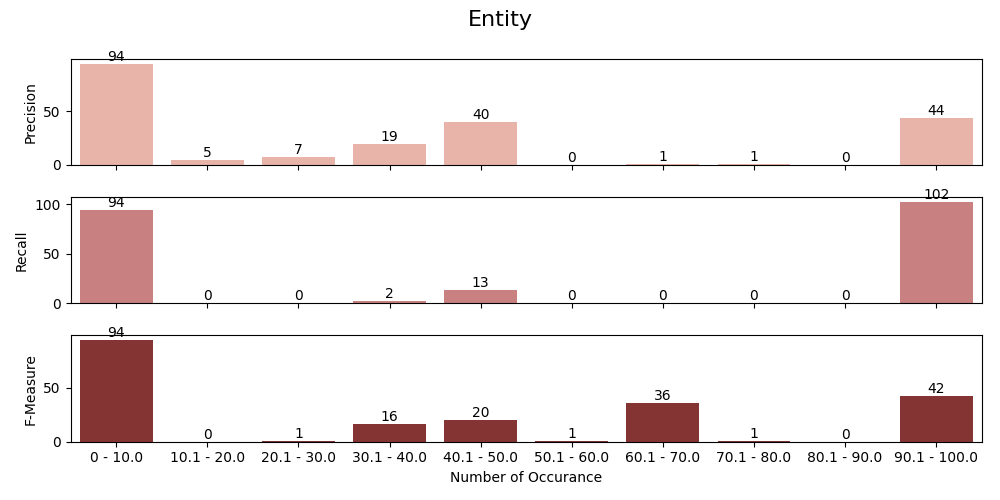 Entity
Precision
50
0
94
5
7
19
40
0
1
1
0
44
Recall
100
50
0
94
0
0
2
13
0
0
0
0
102
F-Measure
50
0
94
0
1
16
20
1
36
1
0
42
0 - 10.0
10.1 - 20.0
20.1 - 30.0
30.1 - 40.0
40.1 - 50.0
50.1 - 60.0
60.1 - 70.0
70.1 - 80.0
80.1 - 90.0
90.1 - 100.0
Number of Occurance